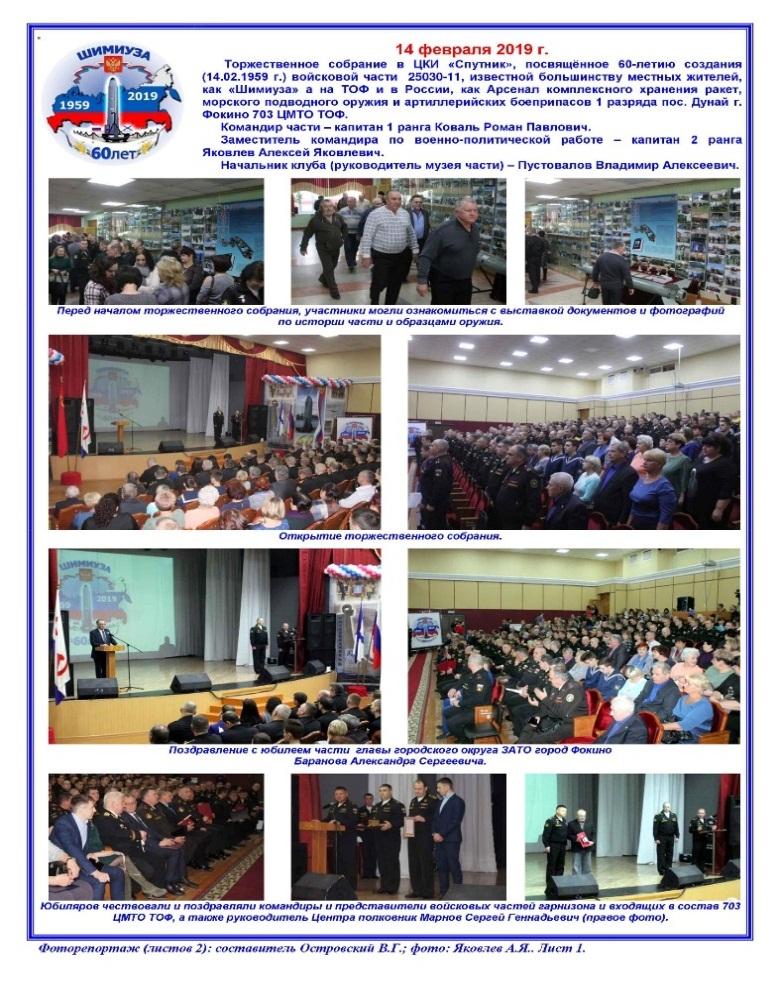 ШИМИУЗА
1959 2019
60лет
14 февраля 2019 г.
Торжественное собрание в ЦКИ «Спутник», посвящённое 60-летию создания
(14.02.1959 г.) войсковой части 25030-11, известной большинству местных жителей,
как «Шимиуза» а на ТОФ и в России, как Арсенал комплексного хранения ракет,
морского подводного оружия и артиллерийских боеприпасов 1 разряда пос. Дунай г.
Фокино 703 ЦМТО ТОФ.
Командир части – капитан 1 ранга Коваль Роман Павлович.
Заместитель командира по военно-политической работе – капитан 2 ранга
Яковлев Алексей Яковлевич.
Начальник клуба (руководитель музея части) – Пустовалов Владимир Алексеевич.
Перед началом торжественного собрания, участники могли ознакомиться с выставкой документов и фотографий
по истории части и образцами оружия.
Открытие торжественного собрания.
ШИМИУЗА
1959 2019
60лет
Поздравление с юбилеем части главы городского округа ЗАТО город Фокино
Баранова Александра Сергеевича.
Юбиляров чествовали и поздравляли командиры и представители войсковых частей гарнизона и входящих в состав 703
ЦМТО ТОФ, а также руководитель Центра полковник Марнов Сергей Геннадьевич (правое фото).
Фоторепортаж (листов 2): составитель Островский В.Г.; фото: Яковлев А.Я.. Лист 1.